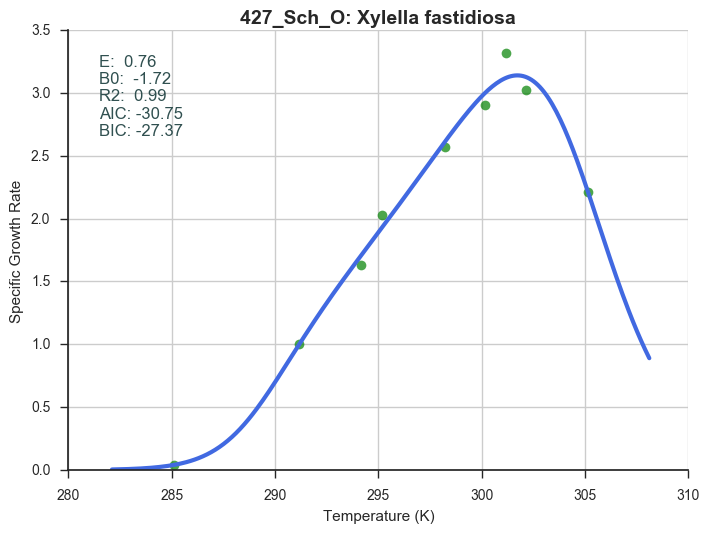 427_Sch_O: Xylella fastidiosa
E:  0.76
B0:  -1.72
R2:  0.99
AIC: -30.75
BIC: -27.37
3.5
3.0
2.5
2.0
1.5
1.0
0.5
0.0
Specific Growth Rate
280 285 290 295 300 305 310
Temperature (K)